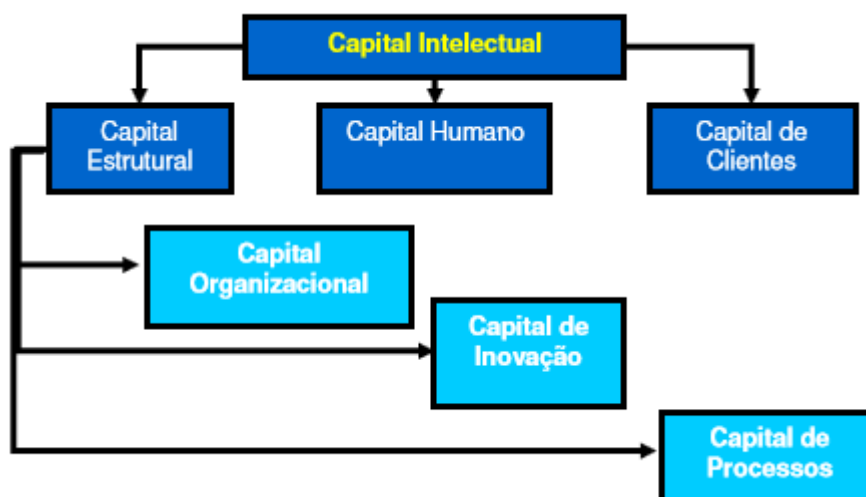 Capital Intelectual
Capital
Estrutural
Capital Humano
Capital de
Clientes
Capital
Organizacional
Capital de
Inovação
Capital de
Processos